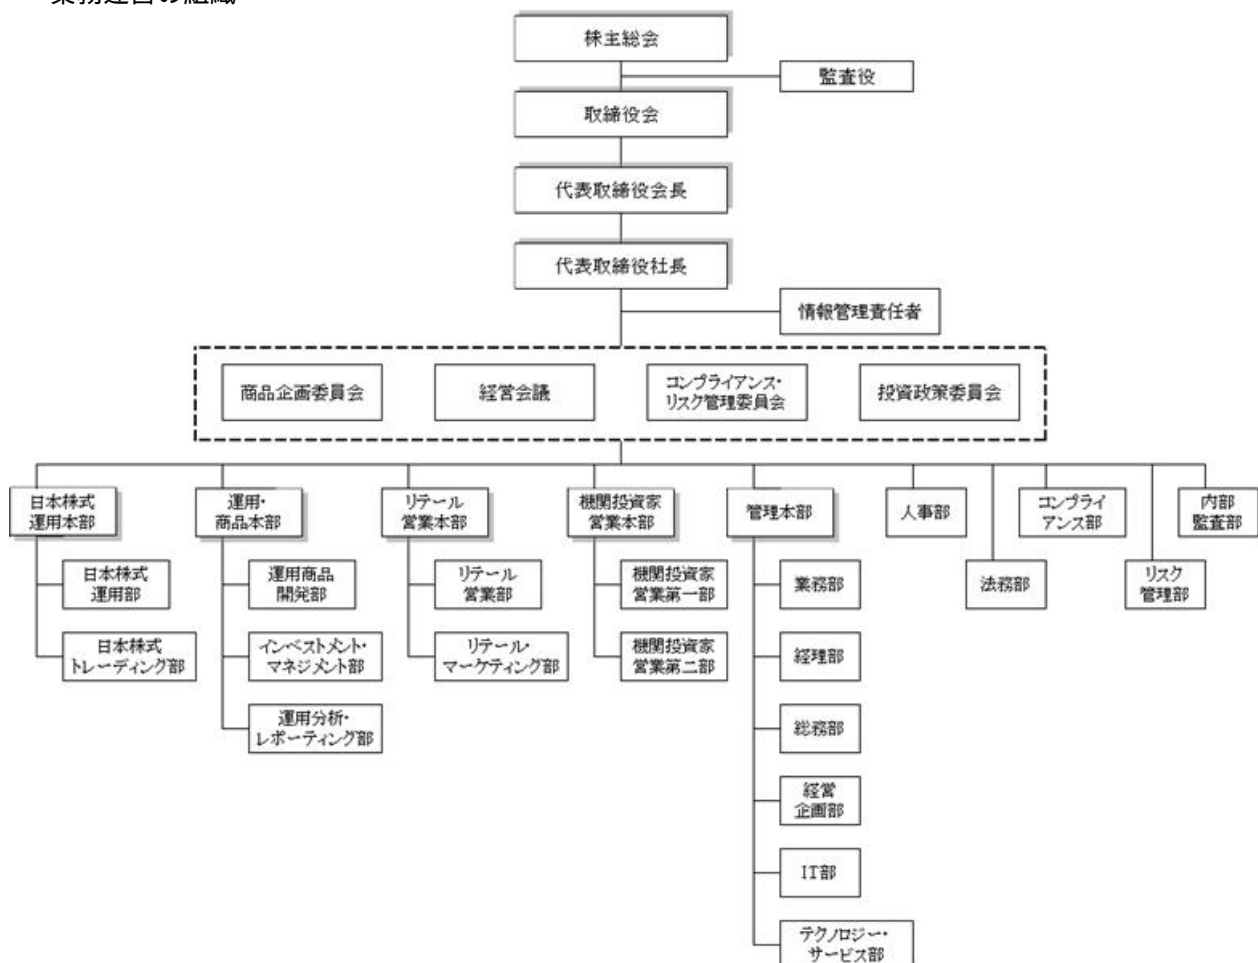 業務運営の組織
株主総会
監査役
取締役会
代表取締役会長
代表取締役社長
情報管理責任者
商品企画委員会
経営会議
コンプライアンス・
リスク管理委員会
投資政策委員会
日本株式
運用本部
運用・
商品本部
リテール
営業本部
機関投資家
営業本部
管理本部
人事部
コンプライ
アンス部
内部
監査部
日本株式
運用部
運用商品
開発部
リテール
営業部
機関投資家
営業第一部
業務部
法務部
リスク
管理部
日本株式
トレーディング部
インベストメント・
マネジメント部
リテール・
マーケティング部
機関投資家
営業第二部
経理部
運用分析・
レポーティング部
総務部
経営
企画部
IT部
テクノロジー・
サービス部